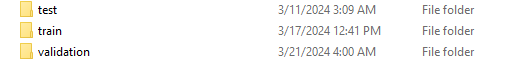 test 3/11/2024 3:09 AM File folder
train 3/17/2024 12:41 PM File folder
validation 3/21/2024 4:00 AM File folder